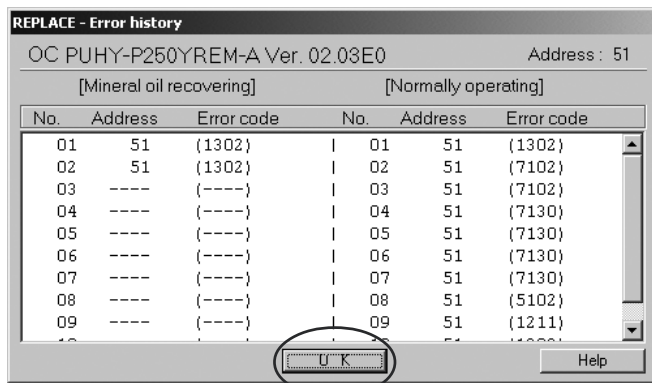 REPLACE - Error history
OC PUHY-P250YREM-A Ver. 02.03E0 Address : 51
[Mineral oil recovering] [Normally operating]
No. Address Error code No. Address Error code
01 51 (1302) | 01 51 (1302)
02 51 (1302) | 02 51 (7102)
03 ---- (----) | 03 51 (7102)
04 ---- (----) | 04 51 (7130)
05 ---- (----) | 05 51 (7130)
06 ---- (----) | 06 51 (7130)
07 ---- (----) | 07 51 (7130)
08 ---- (----) | 08 51 (5102)
09 ---- (----) | 09 51 (1211)
Help